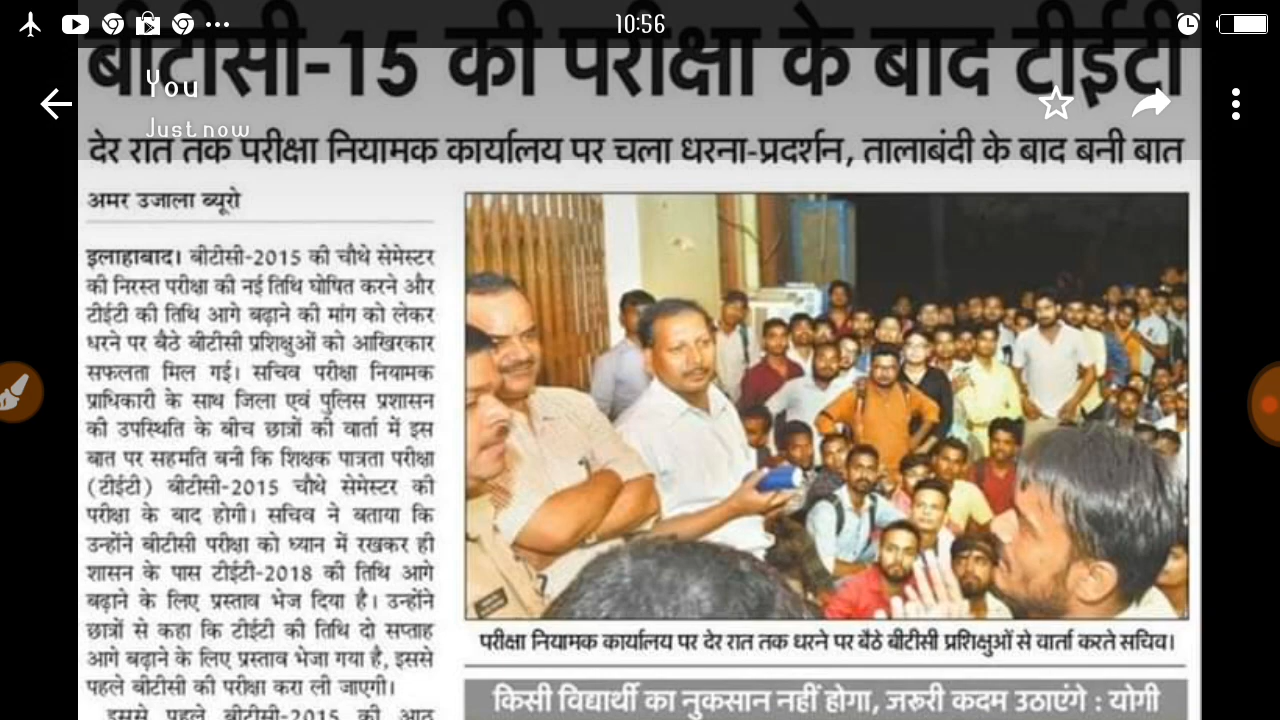 10:56
बीटीसी-15 की परीक्षा के बाद टीईटी
You
Just now
देर रात तक परीक्षा नियामक कार्यालय पर चला धरना-प्रदर्शन, तालाबंदी के बाद बनी बात
अमर उजाला ब्यूरो
इलाहाबाद। बीटीसी-2015 की चौथे सेमेस्टर
की निरस्त परीक्षा की नई तिथि घोषित करने और
टीईटी की तिथि आगे बढ़ाने की मांग को लेकर
धरने पर बैठे बीटीसी प्रशिक्षुओं को आखिरकार
सफलता मिल गई। सचिव परीक्षा नियामक
प्राधिकारी के साथ जिला एवं पुलिस प्रशासन
की उपस्थिति के बीच छात्रों की वार्ता में इस
बात पर सहमति बनी कि शिक्षक पात्रता परीक्षा
(टीईटी) बीटीसी-2015 चौथे सेमेस्टर की
परीक्षा के बाद होगी। सचिव ने बताया कि
उन्होंने बीटीसी परीक्षा को ध्यान में रखकर ही
शासन के पास टीईटी-2018 की तिथि आगे
बढ़ाने के लिए प्रस्ताव भेज दिया है। उन्होंने
छात्रों से कहा कि टीईटी की तिथि दो सप्ताह
आगे बढ़ाने के लिए प्रस्ताव भेजा गया है, इससे
पहले बीटीसी की परीक्षा करा ली जाएगी।
इससे पहले बीटीसी-2015 की आठ
परीक्षा नियामक कार्यालय पर देर रात तक धरने पर बैठे बीटीसी प्रशिक्षुओं से वार्ता करते सचिव।
किसी विद्यार्थी का नुकसान नहीं होगा, जरूरी कदम उठाएंगे : योगी